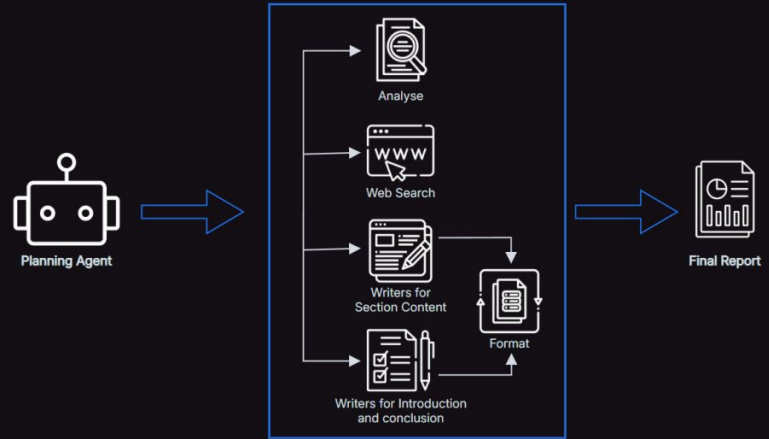 Analyse
WWW
Web Search
Planning Agent
Final Report
Writers for
Section Content
Format
Writers for Introduction
and conclusion